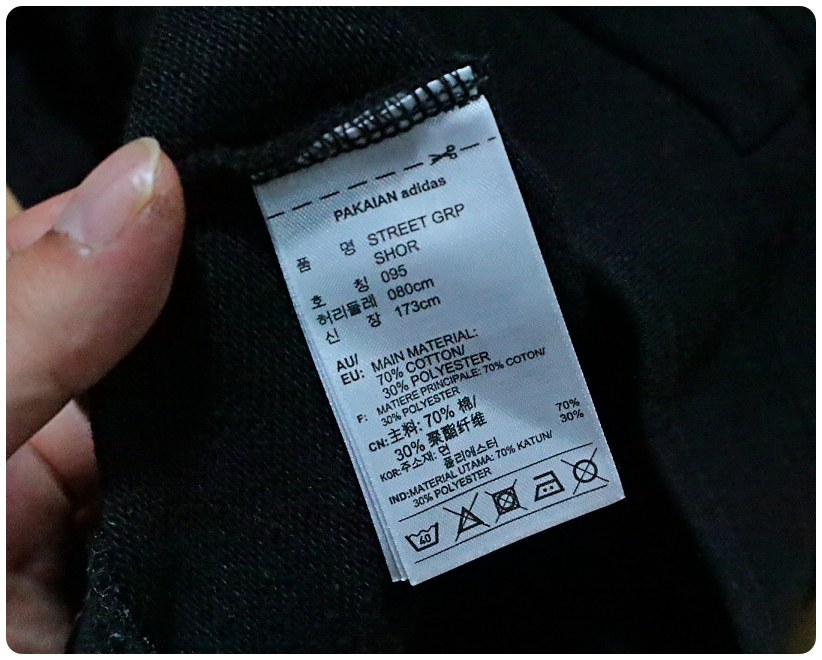 PAKAIAN adidas
품 명 STREET GRP
SHOR
호 칭 095
허리둘레 080cm
신 장 173cm
AU/
EU: MAIN MATERIAL:
70% COTTON/
30% POLYESTER
F: MATIERE PRINCIPALE: 70% COTON/
30% POLYESTER
CN:主料: 70% 棉/
30% 聚酯纤维
KOR:주소재: 면 70%
폴리에스터 30%
IND:MATERIAL UTAMA: 70% KATUN/
30% POLYESTER
40